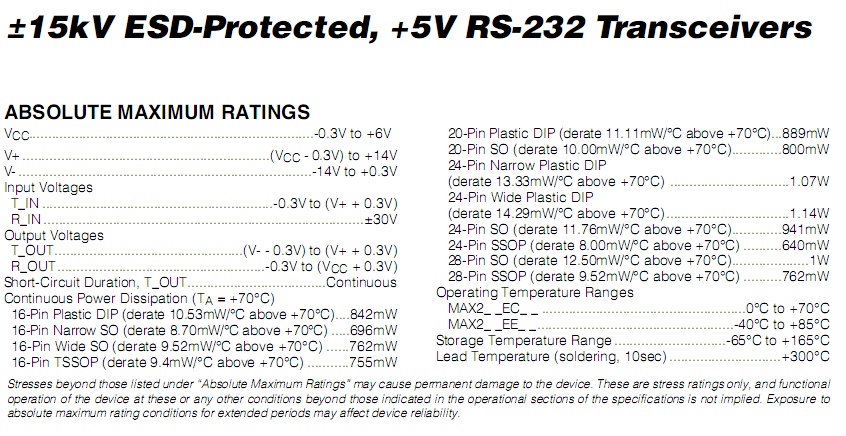 ±15kV ESD-Protected, +5V RS-232 Transceivers
ABSOLUTE MAXIMUM RATINGS
VCC...-0.3V to +6V
V+...(VCC - 0.3V) to +14V
V-...-14V to +0.3V
Input Voltages
T_IN...-0.3V to (V+ + 0.3V)
R_IN...±30V
Output Voltages
T_OUT...(V- - 0.3V) to (V+ + 0.3V)
R_OUT...-0.3V to (VCC + 0.3V)
Short-Circuit Duration, T_OUT...Continuous
Continuous Power Dissipation (TA = +70°C)
16-Pin Plastic DIP (derate 10.53mW/°C above +70°C)....842mW
16-Pin Narrow SO (derate 8.70mW/°C above +70°C) .....696mW
16-Pin Wide SO (derate 9.52mW/°C above +70°C) ......762mW
16-Pin TSSOP (derate 9.4mW/°C above +70°C) ...........755mW
20-Pin Plastic DIP (derate 11.11mW/°C above +70°C)...889mW
20-Pin SO (derate 10.00mW/°C above +70°C).............800mW
24-Pin Narrow Plastic DIP
(derate 13.33mW/°C above +70°C) ...1.07W
24-Pin Wide Plastic DIP
(derate 14.29mW/°C above +70°C)...1.14W
24-Pin SO (derate 11.76mW/°C above +70°C).............941mW
24-Pin SSOP (derate 8.00mW/°C above +70°C) ..........640mW
28-Pin SO (derate 12.50mW/°C above +70°C)...1W
28-Pin SSOP (derate 9.52mW/°C above +70°C) ..........762mW
Operating Temperature Ranges
MAX2_ _EC_ _ ...0°C to +70°C
MAX2_ _EE_ _...-40°C to +85°C
Storage Temperature Range ...-65°C to +165°C
Lead Temperature (soldering, 10sec) ...+300°C
Stresses beyond those listed under “Absolute Maximum Ratings” may cause permanent damage to the device. These are stress ratings only, and functional
operation of the device at these or any other conditions beyond those indicated in the operational sections of the specifications is not implied. Exposure to
absolute maximum rating conditions for extended periods may affect device reliability.